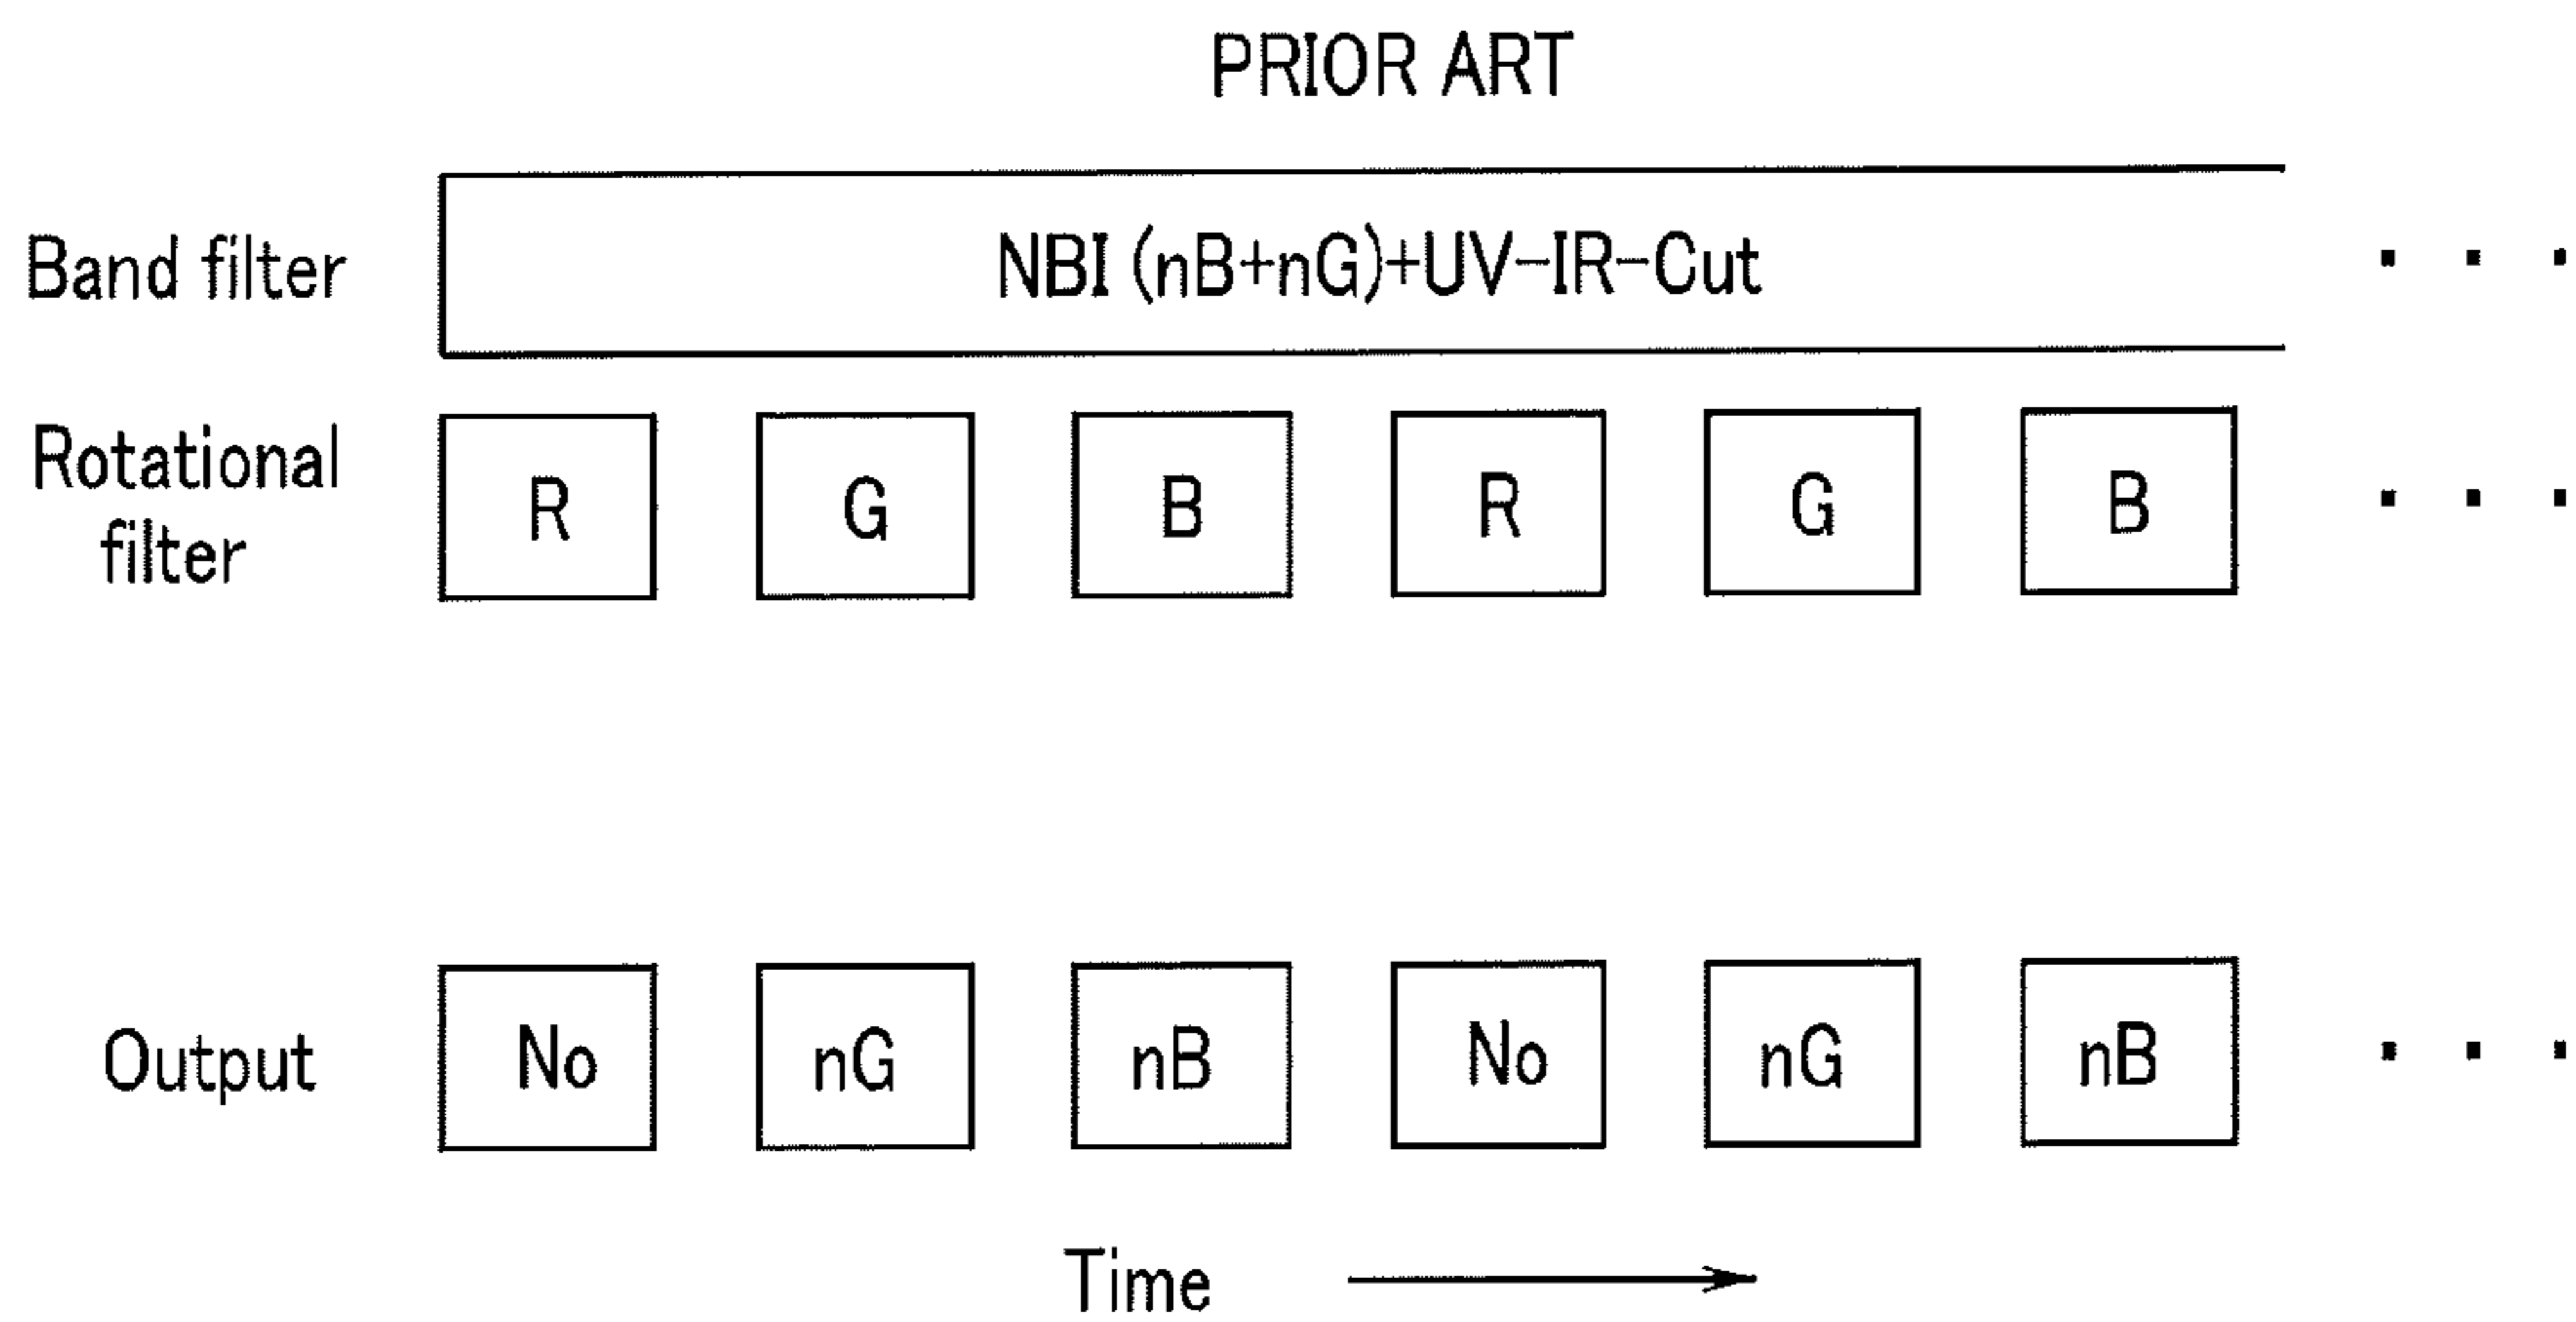 PRIOR ART
Band filter
NBI (nB+nG)+UV-IR-Cut
. . .
Rotational
filter
R G B R G B . . .
Output
No nG nB No nG nB . . .
Time